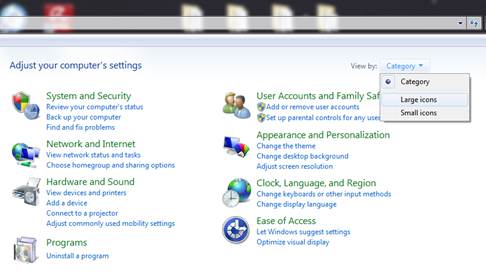 Adjust your computer's settings
View by: Category
Category
Large icons
Small icons
System and Security
Review your computer's status
Back up your computer
Find and fix problems
Network and Internet
View network status and tasks
Choose homegroup and sharing options
Hardware and Sound
View devices and printers
Add a device
Connect to a projector
Adjust commonly used mobility settings
Programs
Uninstall a program
User Accounts and Family Saf
Add or remove user accounts
Set up parental controls for any user
Appearance and Personalization
Change the theme
Change desktop background
Adjust screen resolution
Clock, Language, and Region
Change keyboards or other input methods
Change display language
Ease of Access
Let Windows suggest settings
Optimize visual display